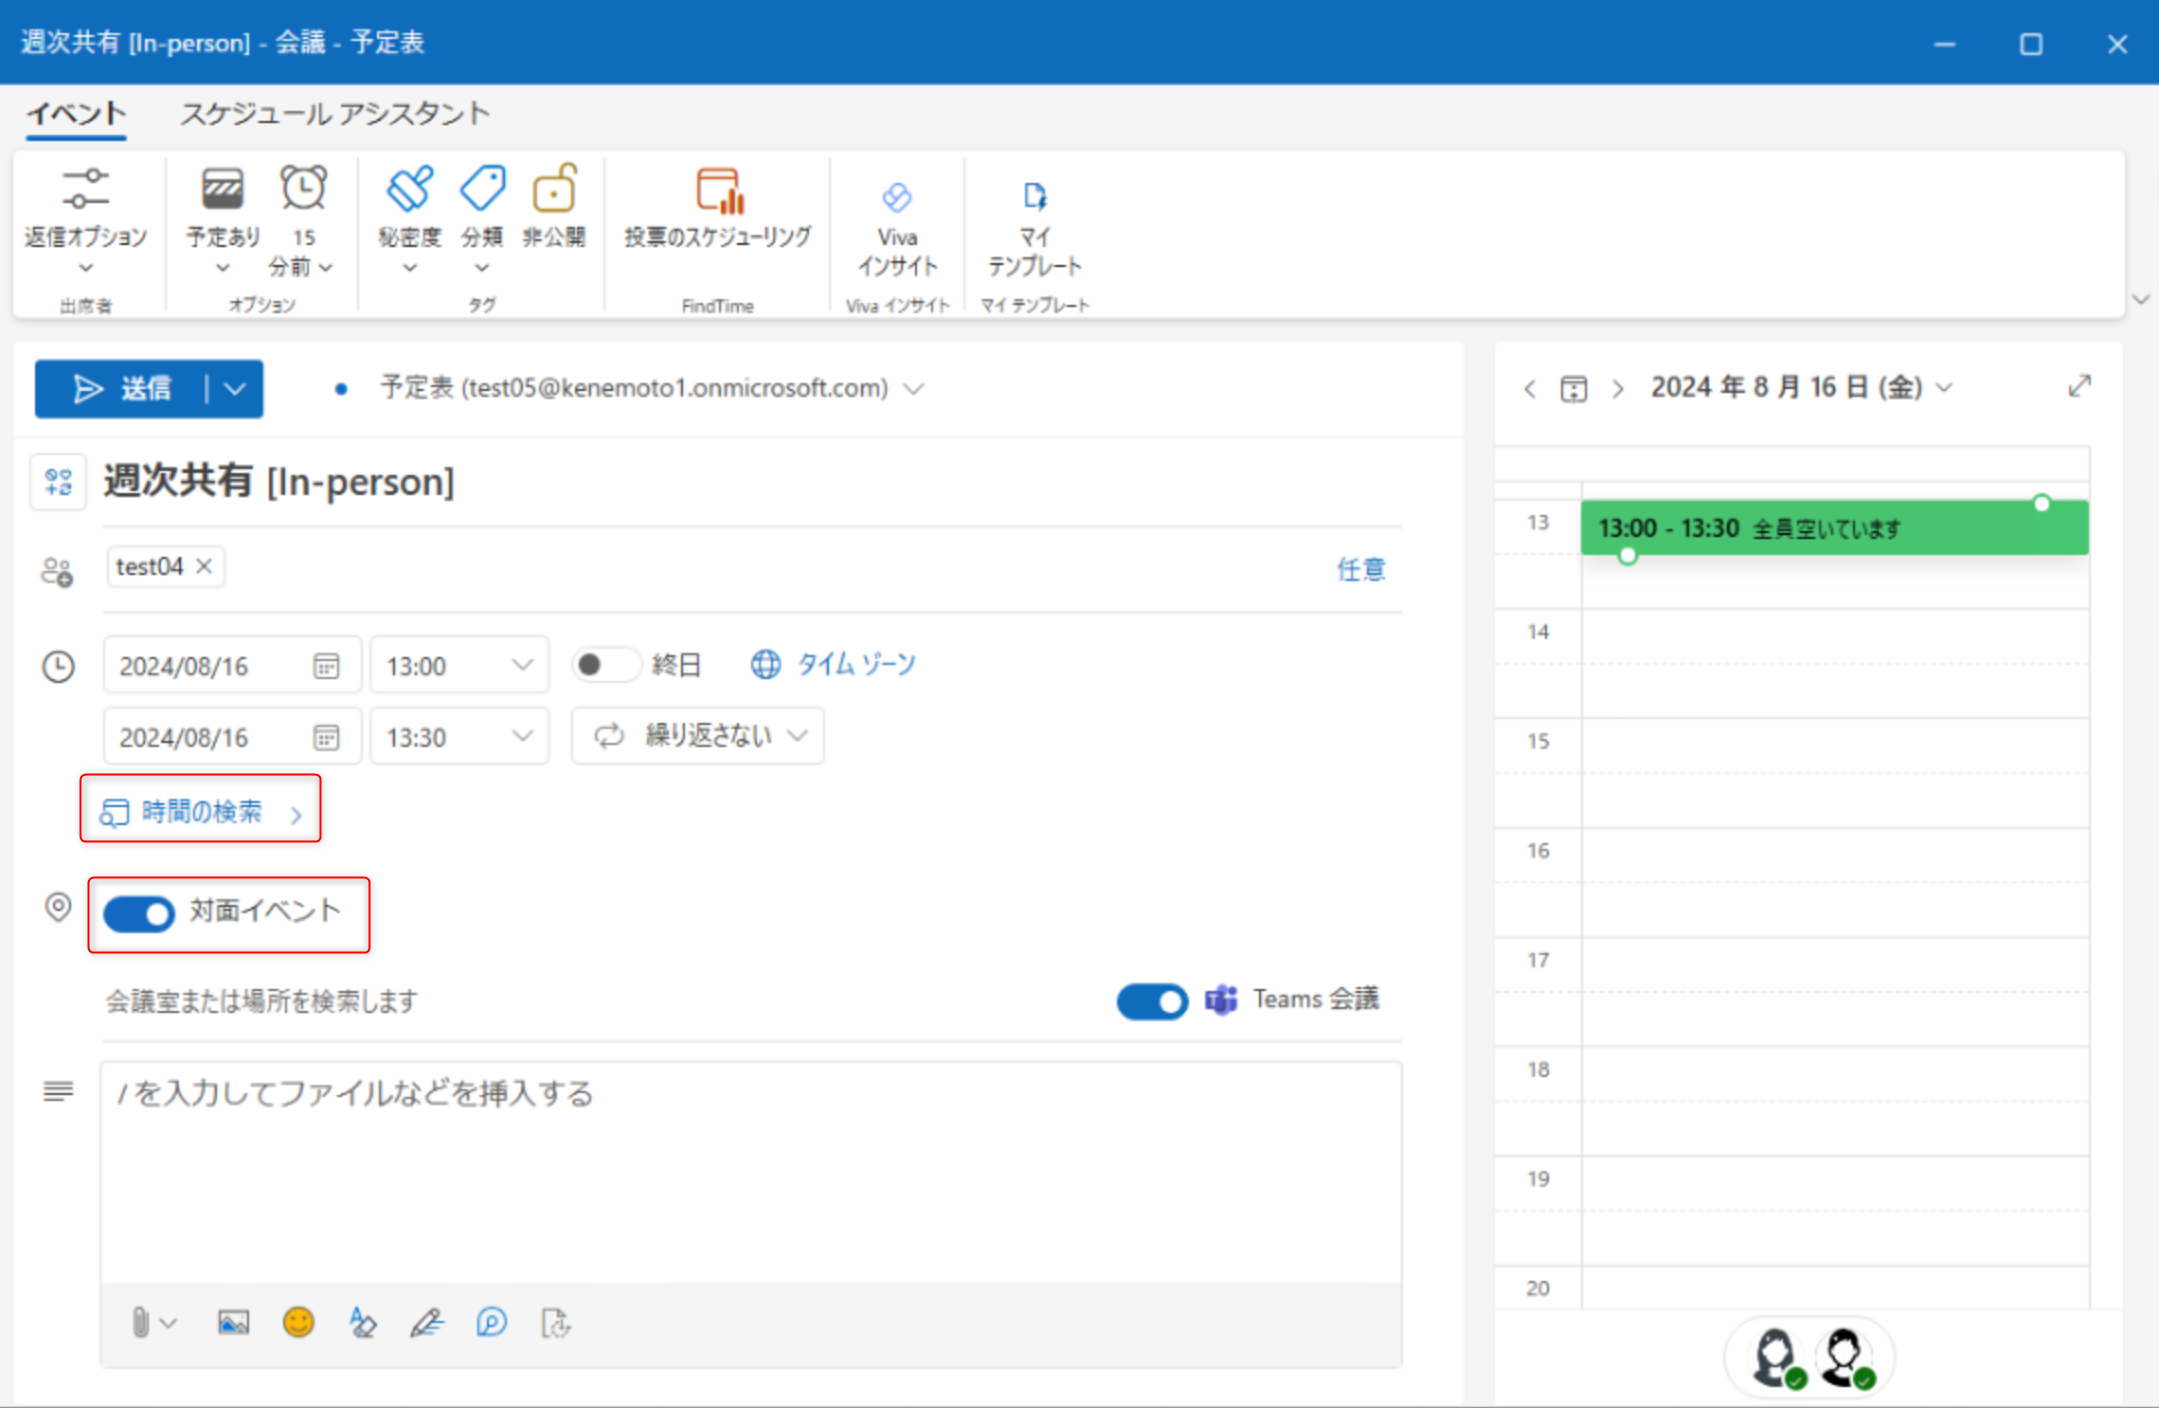 週次共有 [In-person] - 会議 - 予定表
イベント スケジュール アシスタント
返信オプション
予定あり
15
分前
秘密度
分類
非公開
投票のスケジューリング
Viva
インサイト
マイ
テンプレート
出席者
オプション
タグ
FindTime
Viva インサイト
マイ テンプレート
送信
予定表 (test05@kenemoto1.onmicrosoft.com)
週次共有 [In-person]
test04
任意
2024/08/16
13:00
終日
タイム ゾーン
2024/08/16
13:30
繰り返さない
時間の検索
対面イベント
会議室または場所を検索します
Teams 会議
/ を入力してファイルなどを挿入する
2024 年 8 月 16 日 (金)
13
13:00 - 13:30 全員空いています
14
15
16
17
18
19
20